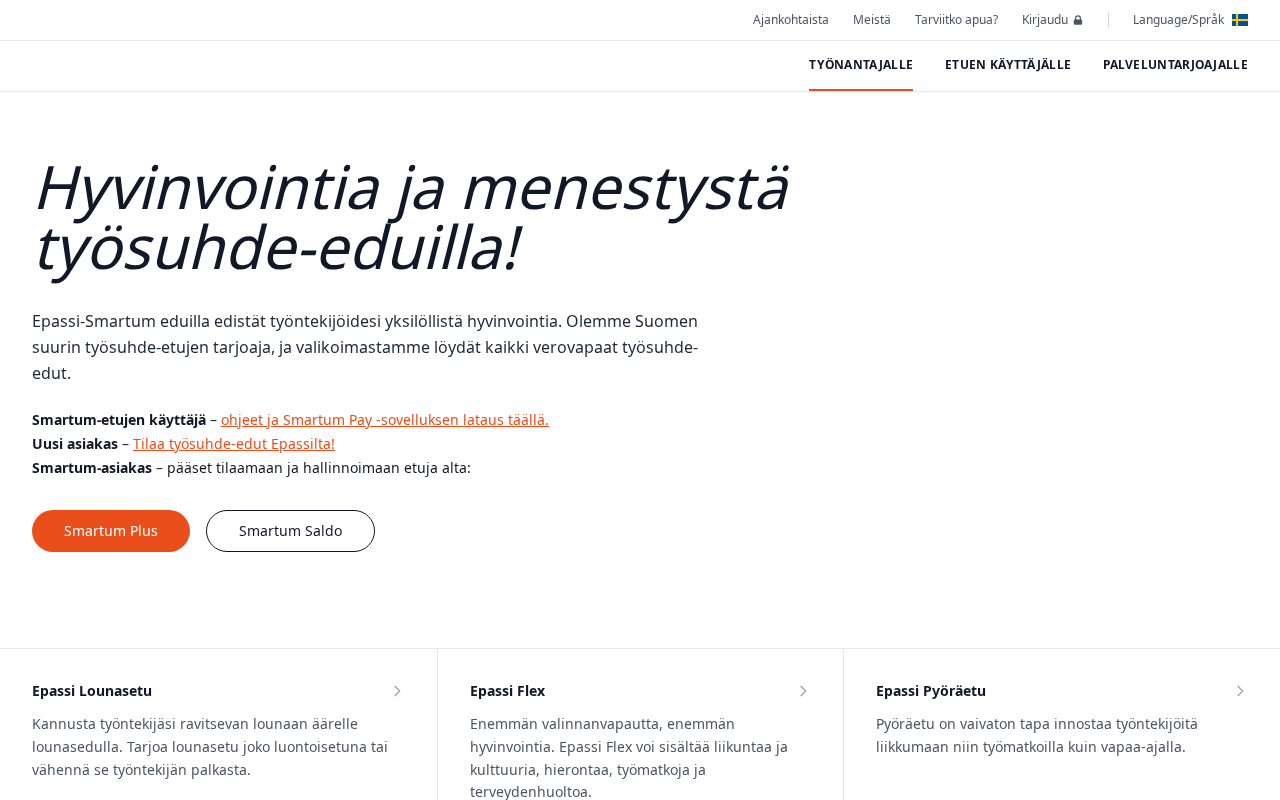 Ajankohtaista Meistä Tarviitko apua? Kirjaudu Language/Språk
TYÖNANTAJALLE ETUEN KÄYTTÄJÄLLE PALVELUNTARJOAJALLE
Hyvinvointia ja menestystä
työsuhde-eduilla!
Epassi-Smartum eduilla edistät työntekijöidesi yksilöllistä hyvinvointia. Olemme Suomen
suurin työsuhde-etujen tarjoaja, ja valikoimastamme löydät kaikki verovapaat työsuhde-
edut.
Smartum-etujen käyttäjä – ohjeet ja Smartum Pay -sovelluksen lataus täällä.
Uusi asiakas – Tilaa työsuhde-edut Epassilta!
Smartum-asiakas – pääset tilaamaan ja hallinnoimaan etuja alta:
Smartum Plus Smartum Saldo
Epassi Lounasetu
Kannusta työntekijäsi ravitsevan lounaan äärelle
lounasedulla. Tarjoa lounasetu joko luontoisetuna tai
vähennä se työntekijän palkasta.
Epassi Flex
Enemmän valinnanvapautta, enemmän
hyvinvointia. Epassi Flex voi sisältää liikuntaa ja
kulttuuria, hierontaa, työmatkoja ja
terveydenhuoltoa.
Epassi Pyöräetu
Pyöräetu on vaivaton tapa innostaa työntekijöitä
liikkumaan niin työmatkoilla kuin vapaa-ajalla.